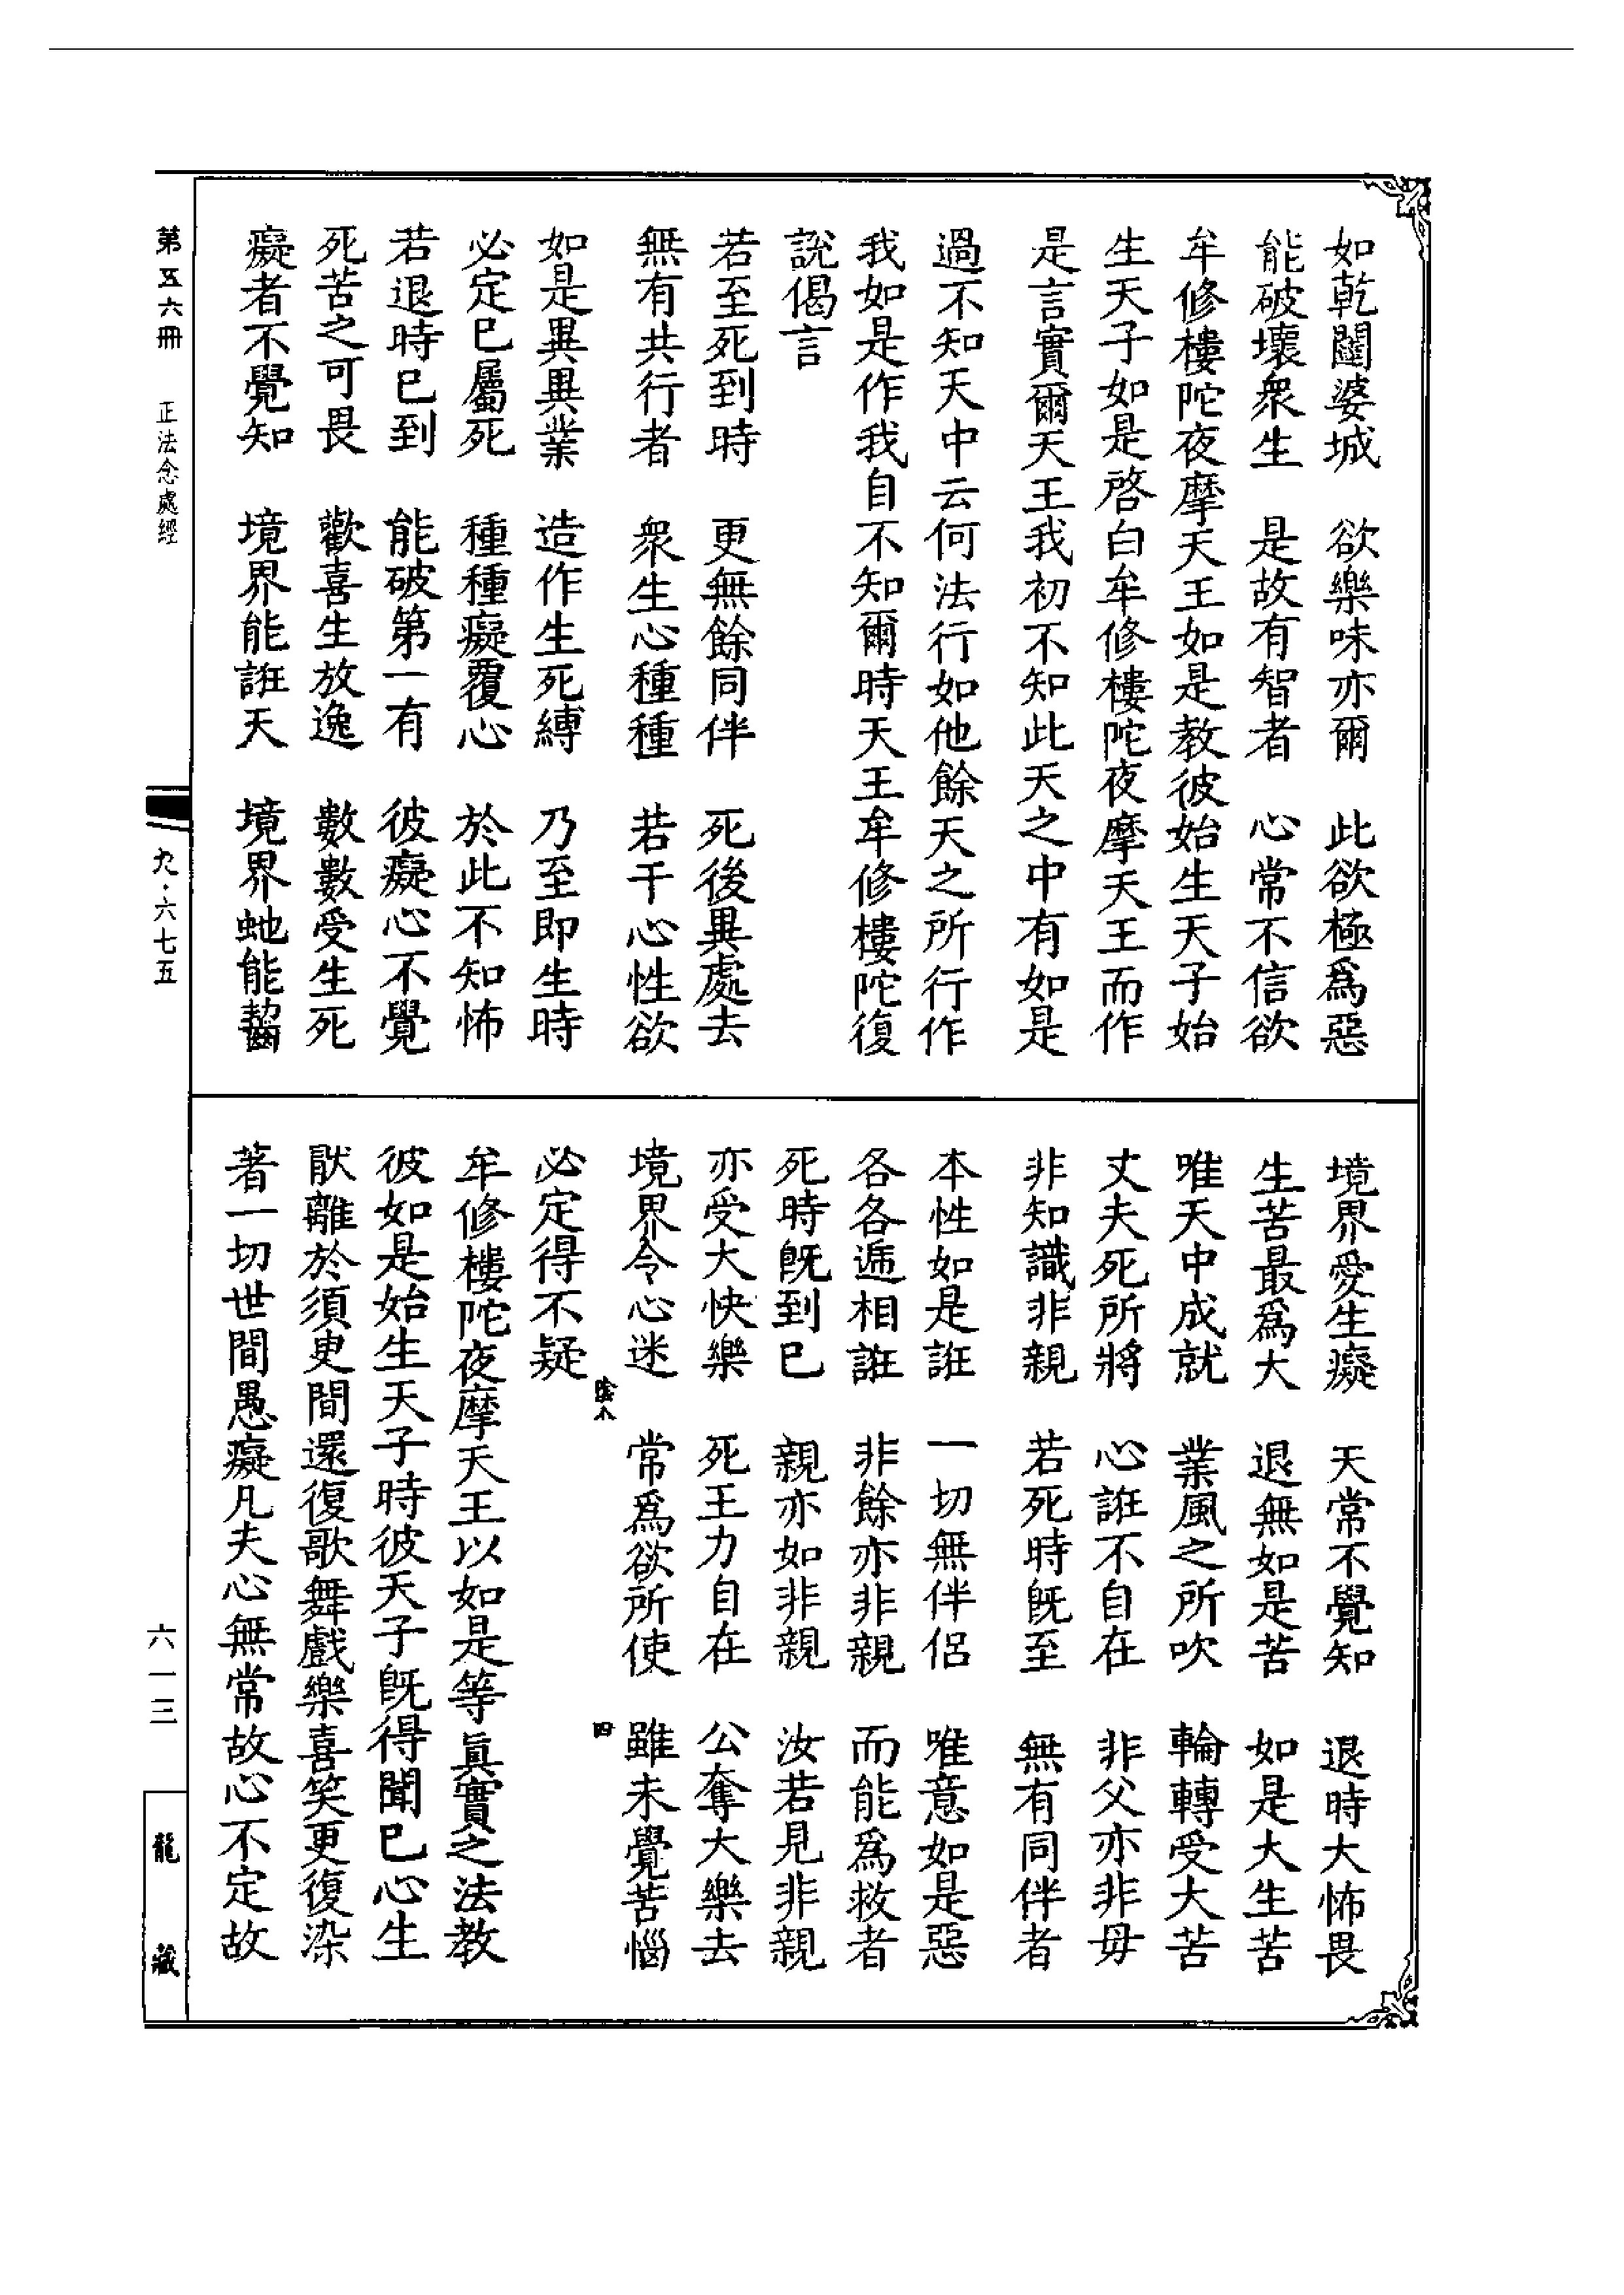 如乾闥婆城　欲樂味亦爾　此欲極爲惡
能破壞衆生　是故有智者　心常不信欲
牟修樓陀夜摩天王如是教彼始生天子始
生天子如是啓白牟修樓陀夜摩天王而作
是言實爾天王我初不知此天之中有如是
過不知天中云何法行如他餘天之所行作
我如是作我自不知爾時天王牟修樓陀復
說偈言
若至死到時　更無餘同伴　死後異處去
無有共行者　衆生心種種　若干心性欲
如是異異業　造作生死縛　乃至即生時
必定巳屬死　種種癡覆心　於此不知怖
若退時巳到　能破第一有　彼癡心不覺
死苦之可畏　歡喜生放逸　數數受生死
癡者不覺知　境界能誑天　境界虵能齧
境界愛生癡　天常不覺知　退時大怖畏
生苦最爲大　退無如是苦　如是大生苦
唯天中成就　業風之所吹　輪轉受大苦
丈夫死所將　心誑不自在　非父亦非毋
非知識非親　若死時旣至　無有同伴者
本性如是誑　一切無伴侣　唯意如是惡
各各遞相誑　非餘亦非親　而能爲救者
死時旣到巳　親亦如非親　汝若見非親
亦受大快樂　死王力自在　公奪大樂去
境界令心迷　常爲欲所使　雖未覺苦惱
陰八　四
必定得不疑
牟修樓陀夜摩天王以如是等眞實之法教
彼如是始生天子時彼天子旣得聞巳心生
猒離於須更間還復歌舞戲樂喜笑更復染
著一切世間愚癡凡夫心無常故心不定故
第五六冊　正法念處經
九·六七五
六一三
龍藏